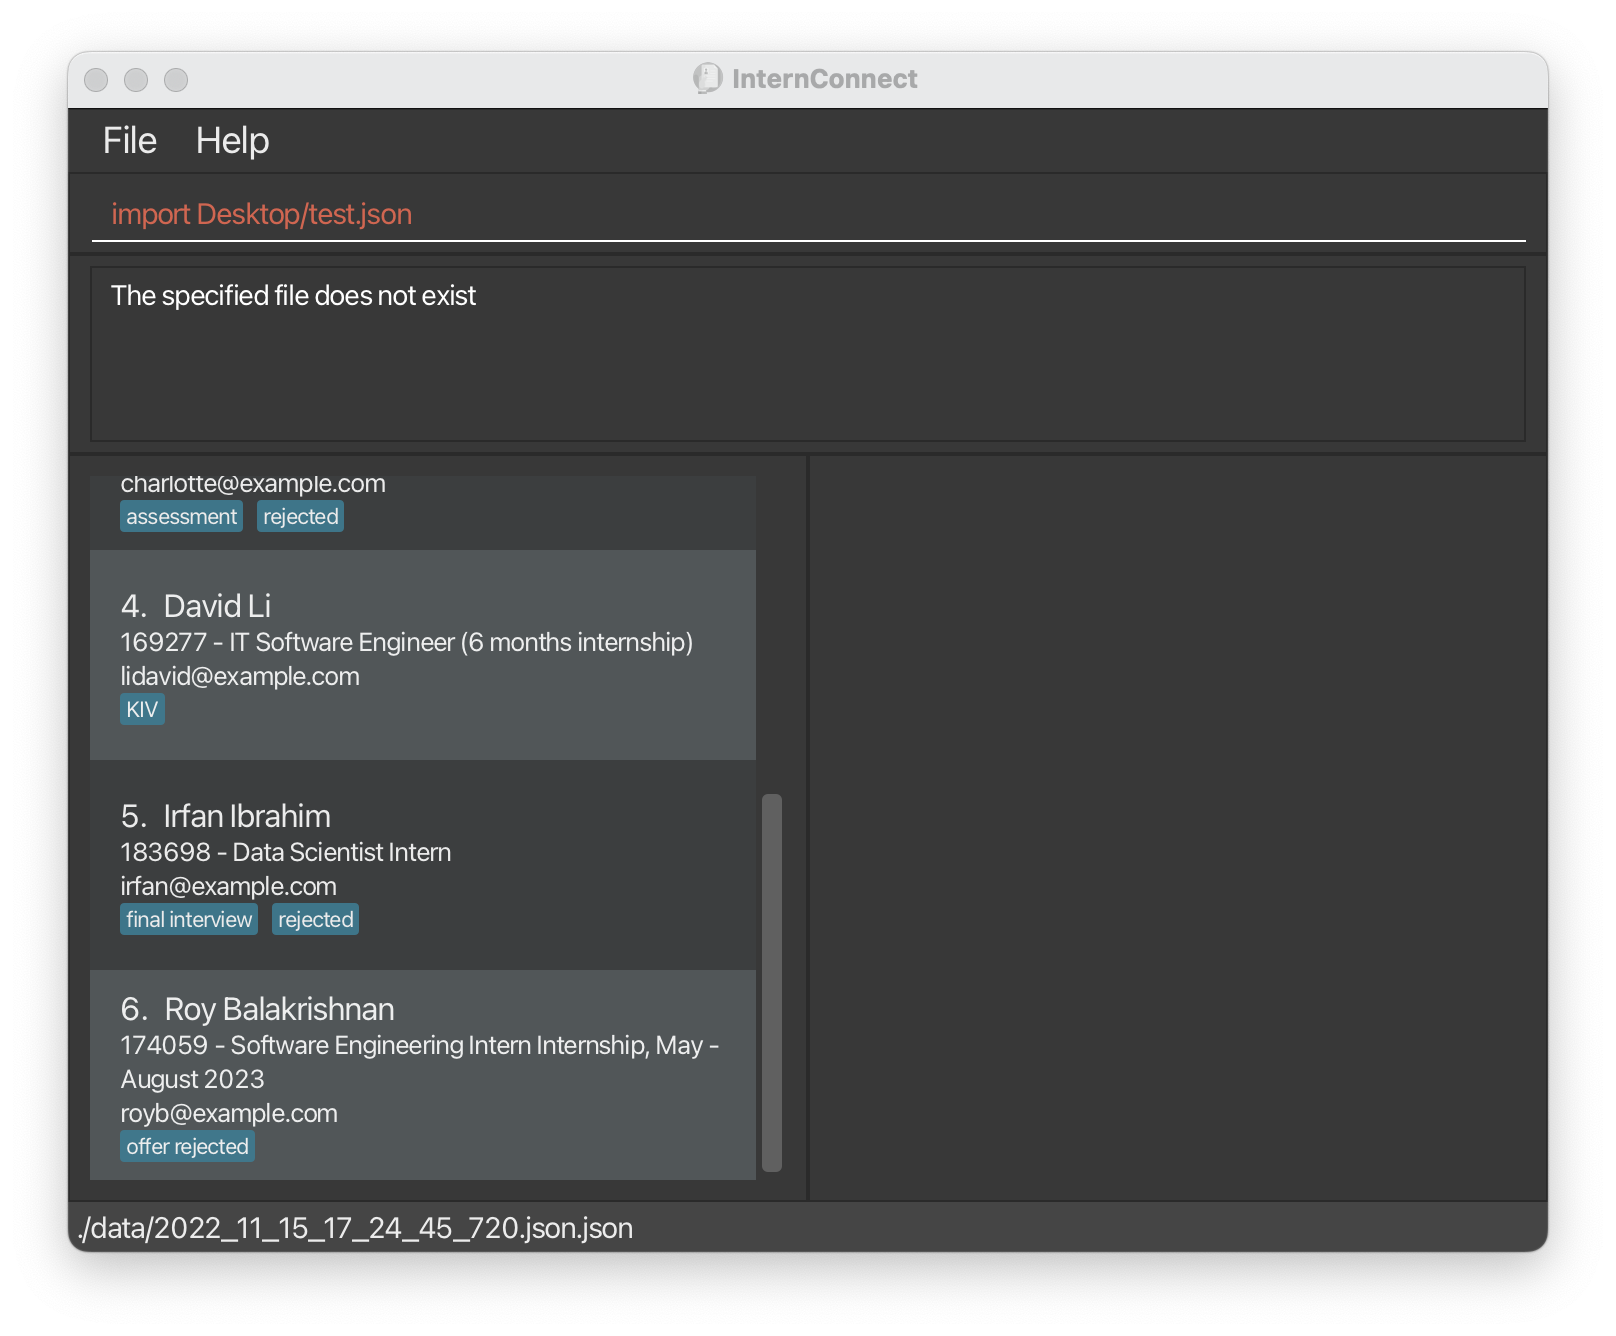 InternConnect
File Help
import Desktop/test.json
The specified file does not exist
charlotte@example.com
assessment rejected
4. David Li
169277 - IT Software Engineer (6 months internship)
lidavid@example.com
KIV
5. Irfan Ibrahim
183698 - Data Scientist Intern
irfan@example.com
final interview rejected
6. Roy Balakrishnan
174059 - Software Engineering Intern Internship, May -
August 2023
royb@example.com
offer rejected
./data/2022_11_15_17_24_45_720.json.json